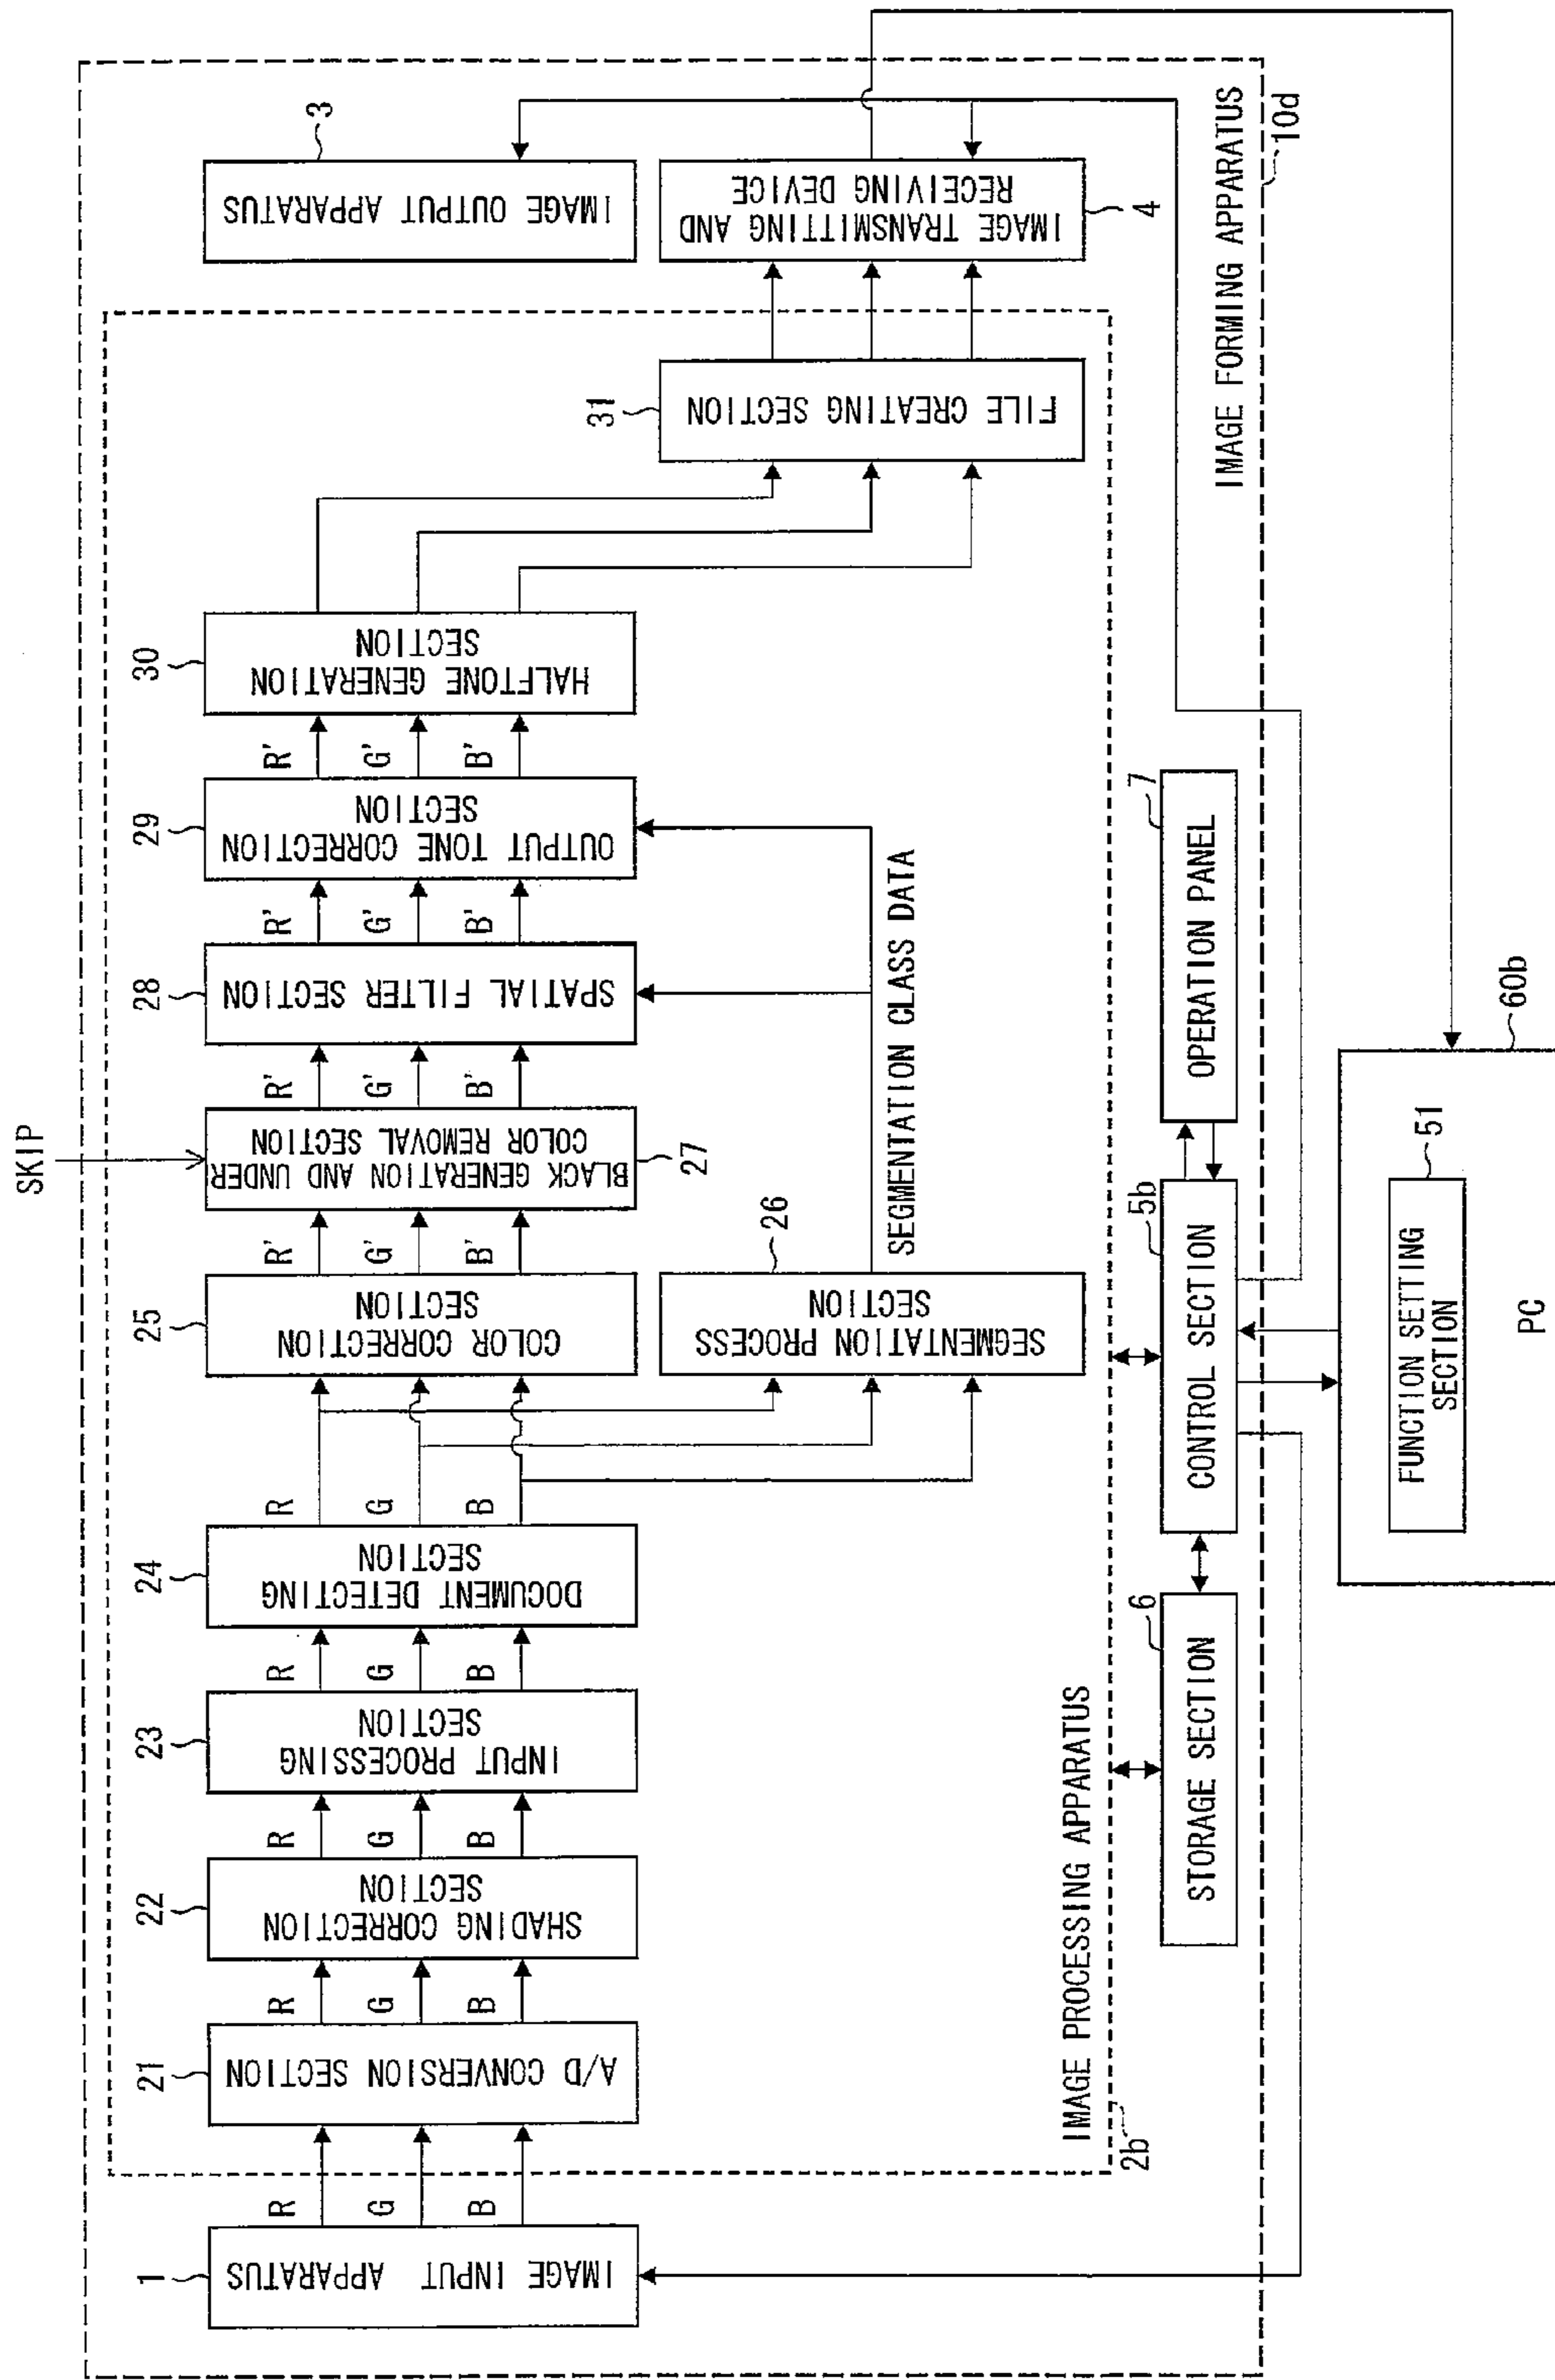 SKIP
1
IMAGE INPUT APPARATUS
R
G
B
21
A/D CONVERSION SECTION
R
G
B
22
SHADING CORRECTION
SECTION
R
G
B
23
INPUT PROCESSING
SECTION
R
G
B
24
DOCUMENT DETECTING
SECTION
R
G
B
25
COLOR CORRECTION
SECTION
R'
G'
B'
BLACK GENERATION AND UNDER
COLOR REMOVAL SECTION
27
R'
G'
B'
28
SPATIAL FILTER SECTION
R'
G'
B'
29
OUTPUT TONE CORRECTION
SECTION
R'
G'
B'
30
HALFTONE GENERATION
SECTION
3
IMAGE OUTPUT APPARATUS
26
SEGMENTATION PROCESS
SECTION
SEGMENTATION CLASS DATA
31
FILE CREATING SECTION
IMAGE TRANSMITTING AND
RECEIVING DEVICE
4
IMAGE PROCESSING APPARATUS
2b
6
STORAGE SECTION
5b
CONTROL SECTION
7
OPERATION PANEL
IMAGE FORMING APPARATUS
10d
60b
51
FUNCTION SETTING
SECTION
PC